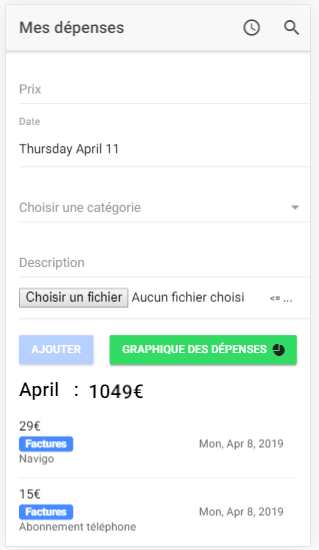 Mes dépenses
Prix
Date
Thursday April 11
Choisir une catégorie
Description
Choisir un fichier Aucun fichier choisi <= ...
AJOUTER GRAPHIQUE DES DÉPENSES
April : 1049€
29€
Factures Mon, Apr 8, 2019
Navigo
15€
Factures Mon, Apr 8, 2019
Abonnement téléphone